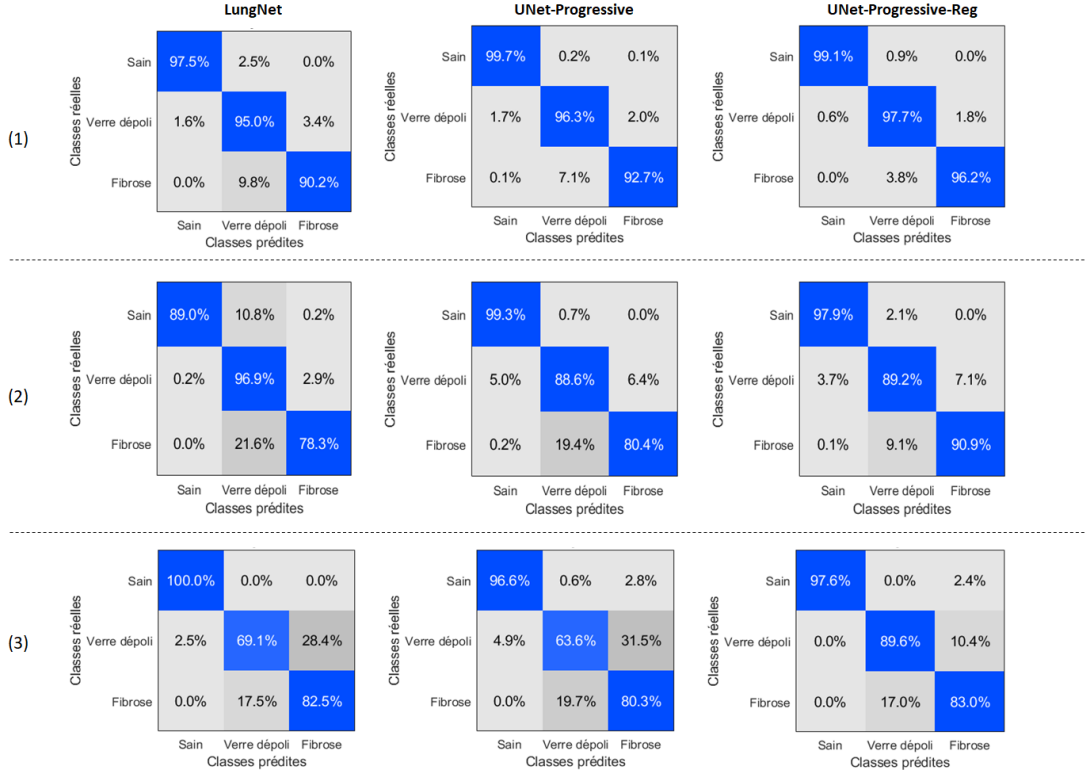 LungNet UNet-Progressive UNet-Progressive-Reg
(1)
Classes réelles
Sain 97.5% 2.5% 0.0%
Verre dépoli 1.6% 95.0% 3.4%
Fibrose 0.0% 9.8% 90.2%
Sain Verre dépoli Fibrose
Classes prédites
Classes réelles
Sain 99.7% 0.2% 0.1%
Verre dépoli 1.7% 96.3% 2.0%
Fibrose 0.1% 7.1% 92.7%
Sain Verre dépoli Fibrose
Classes prédites
Classes réelles
Sain 99.1% 0.9% 0.0%
Verre dépoli 0.6% 97.7% 1.8%
Fibrose 0.0% 3.8% 96.2%
Sain Verre dépoli Fibrose
Classes prédites
(2)
Classes réelles
Sain 89.0% 10.8% 0.2%
Verre dépoli 0.2% 96.9% 2.9%
Fibrose 0.0% 21.6% 78.3%
Sain Verre dépoli Fibrose
Classes prédites
Classes réelles
Sain 99.3% 0.7% 0.0%
Verre dépoli 5.0% 88.6% 6.4%
Fibrose 0.2% 19.4% 80.4%
Sain Verre dépoli Fibrose
Classes prédites
Classes réelles
Sain 97.9% 2.1% 0.0%
Verre dépoli 3.7% 89.2% 7.1%
Fibrose 0.1% 9.1% 90.9%
Sain Verre dépoli Fibrose
Classes prédites
(3)
Classes réelles
Sain 100.0% 0.0% 0.0%
Verre dépoli 2.5% 69.1% 28.4%
Fibrose 0.0% 17.5% 82.5%
Sain Verre dépoli Fibrose
Classes prédites
Classes réelles
Sain 96.6% 0.6% 2.8%
Verre dépoli 4.9% 63.6% 31.5%
Fibrose 0.0% 19.7% 80.3%
Sain Verre dépoli Fibrose
Classes prédites
Classes réelles
Sain 97.6% 0.0% 2.4%
Verre dépoli 0.0% 89.6% 10.4%
Fibrose 0.0% 17.0% 83.0%
Sain Verre dépoli Fibrose
Classes prédites